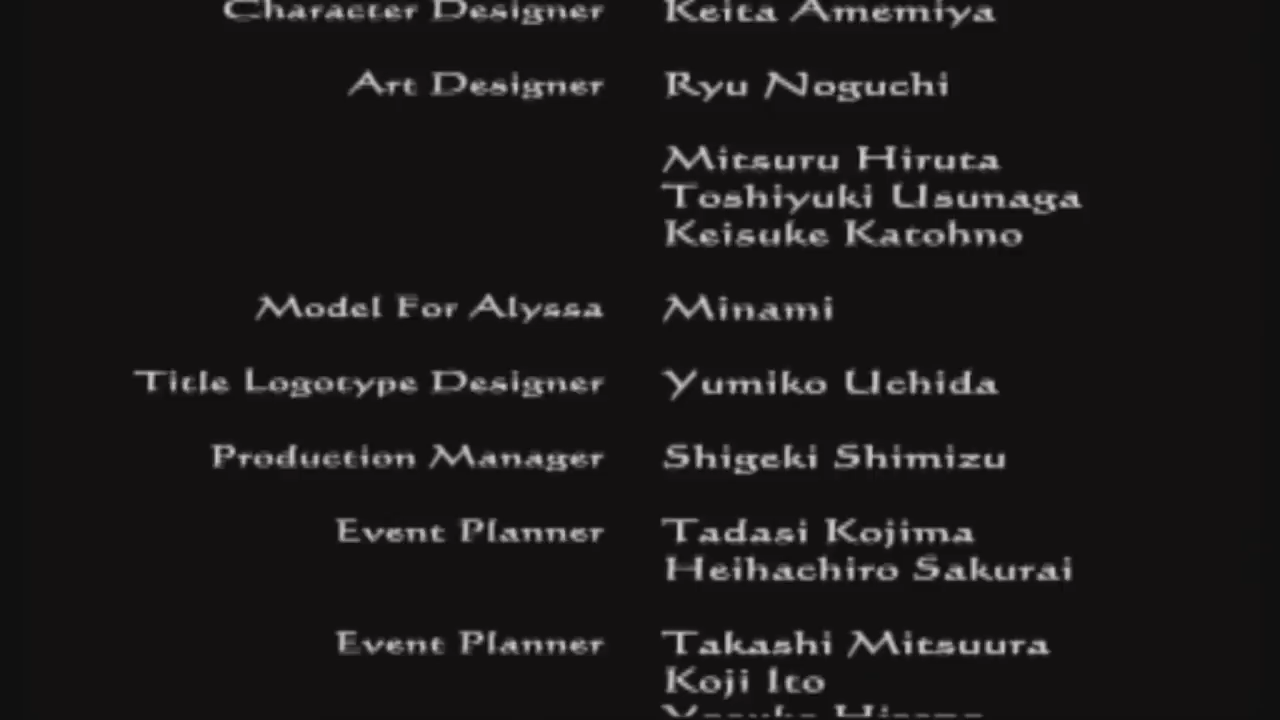 Character Designer Keita Amemiya
Art Designer Ryu Noguchi
Mitsuru Hiruta
Toshiyuki Usunaga
Keisuke Katohno
Model For Alyssa Minami
Title Logotype Designer Yumiko Uchida
Production Manager Shigeki Shimizu
Event Planner Tadasi Kojima
Heihachiro Sakurai
Event Planner Takashi Mitsuura
Koji Ito